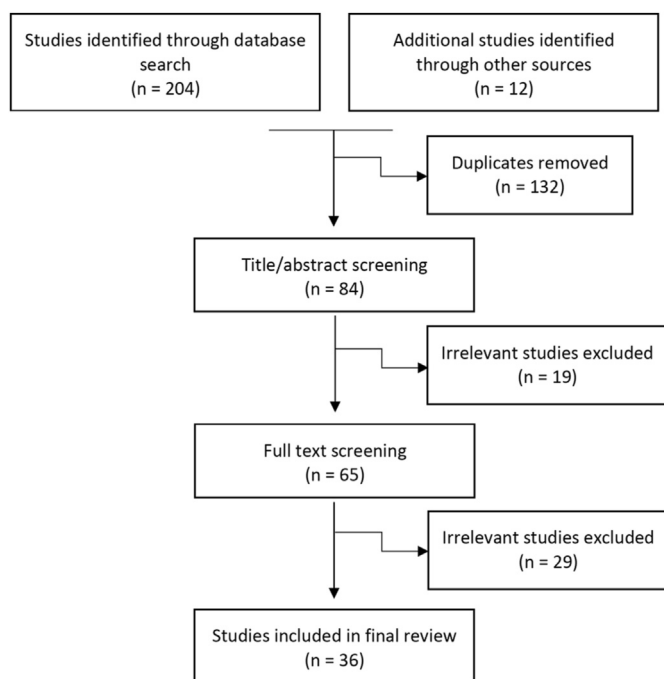 Studies identified through database
search
(n = 204)
Additional studies identified
through other sources
(n = 12)
Duplicates removed
(n = 132)
Title/abstract screening
(n = 84)
Irrelevant studies excluded
(n = 19)
Full text screening
(n = 65)
Irrelevant studies excluded
(n = 29)
Studies included in final review
(n = 36)